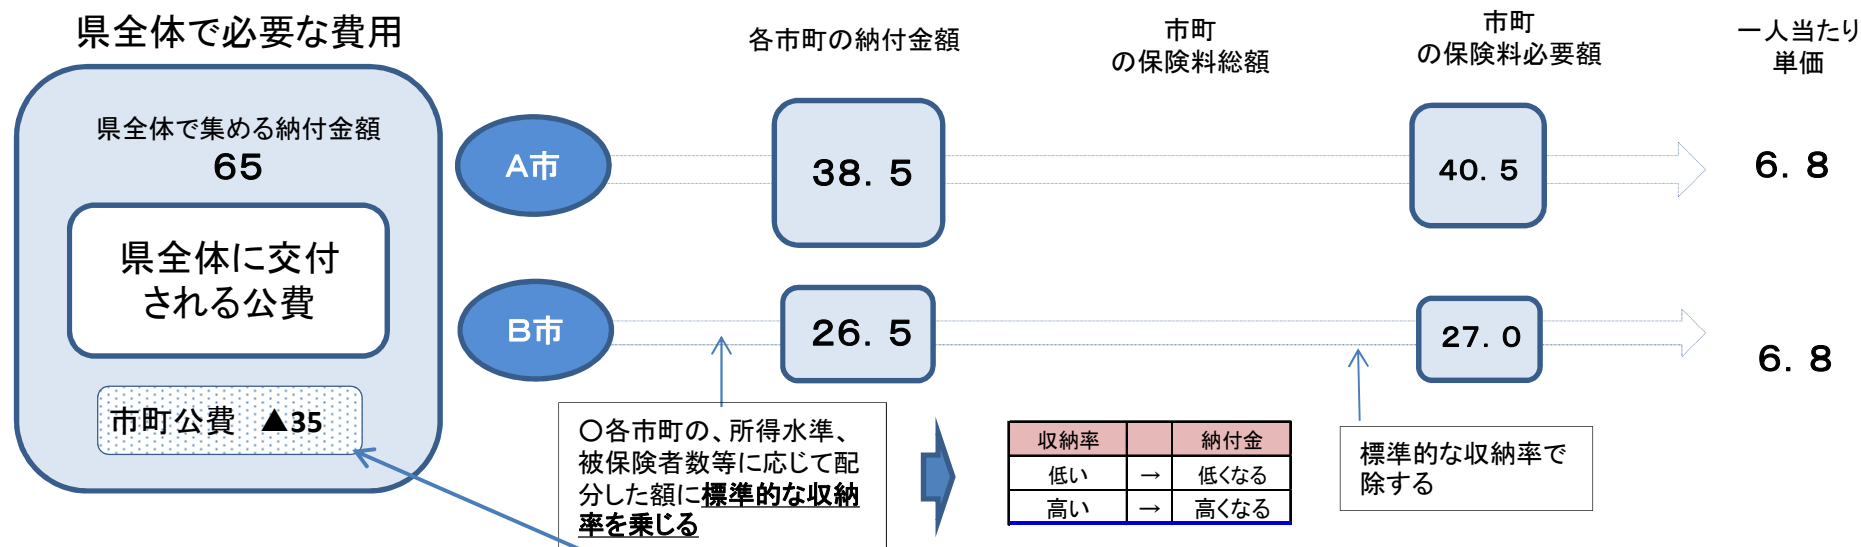 県全体で必要な費用
各市町の納付金額
市町
の保険料総額
市町
の保険料必要額
一人当たり
単価
県全体で集める納付金額
65
県全体に交付
される公費
市町公費 ▲35
A市
38.5
40.5
6.8
B市
26.5
27.0
6.8
○各市町の、所得水準、
被保険者数等に応じて配
分した額に標準的な収納
率を乗じる
収納率 納付金
低い → 低くなる
高い → 高くなる
標準的な収納率で
除する